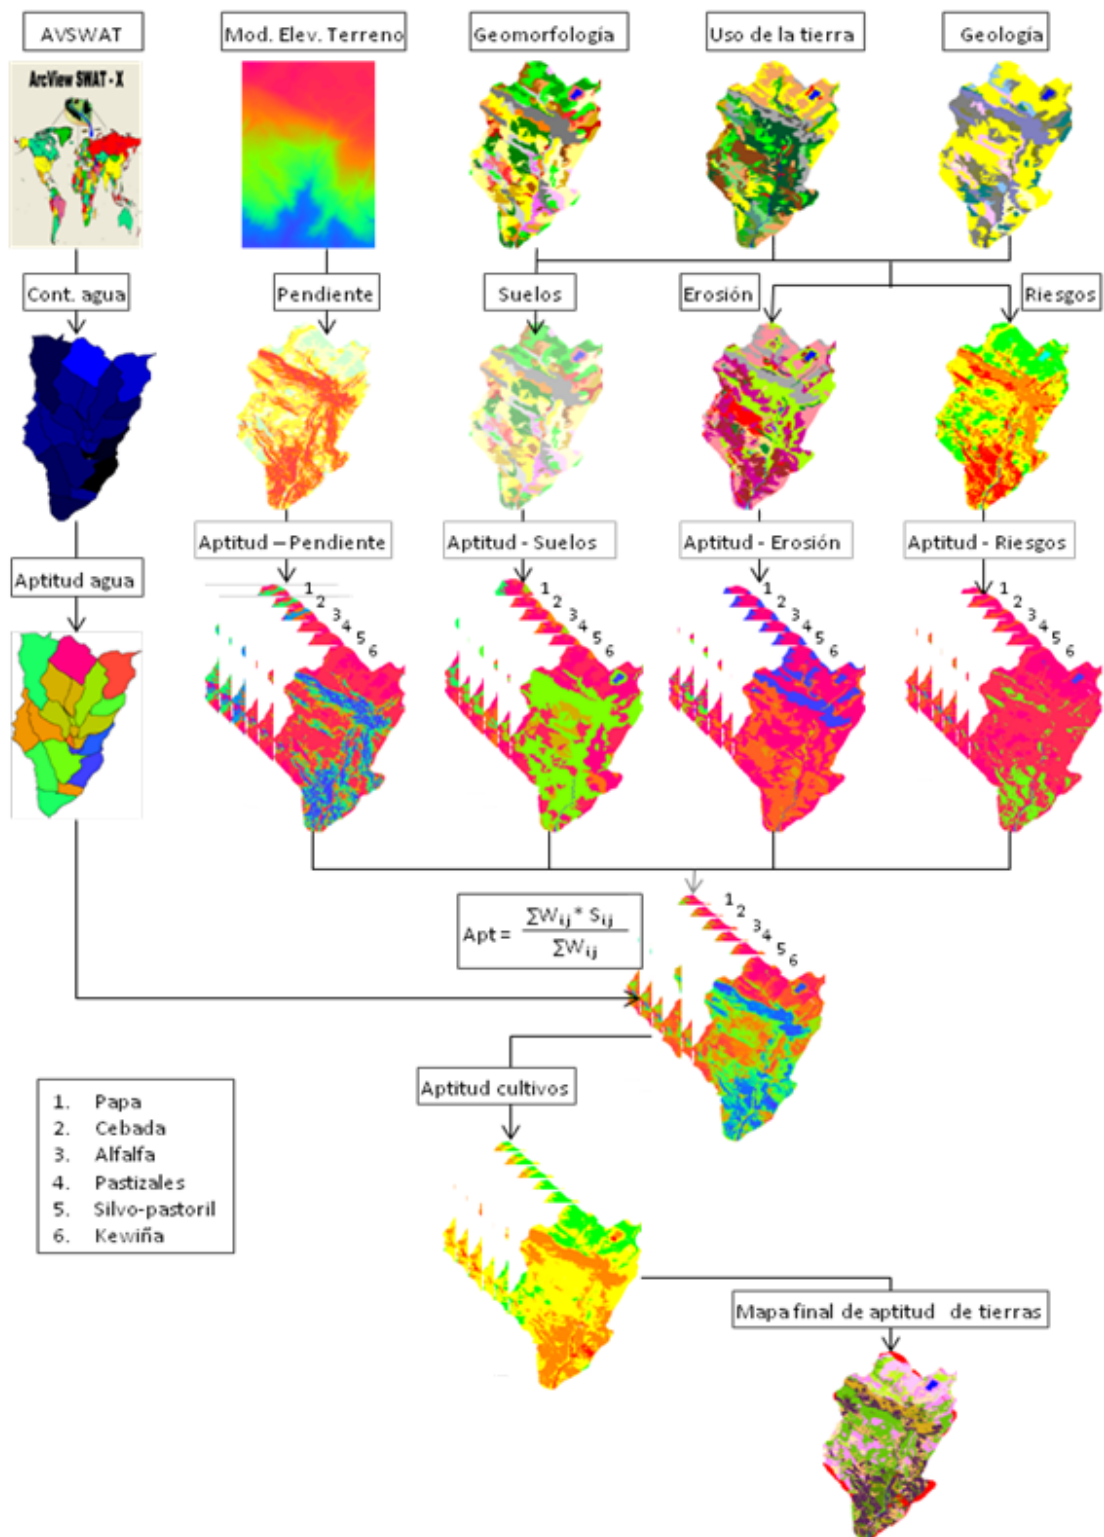 AVSWAT
Mod. Elev. Terreno
Geomorfología
Uso de la tierra
Geología
ArcView SWAT - X
Cont. agua
Pendiente
Suelos
Erosión
Riesgos
Aptitud – Pendiente
Aptitud - Suelos
Aptitud - Erosión
Aptitud - Riesgos
Aptitud agua
1
2
3
4
5
6
1
2
3
4
5
6
1
2
3
4
5
6
1
2
3
4
5
6
1
2
3
4
5
6
Apt = ∑Wij * Sij / ∑Wij
Aptitud cultivos
1. Papa
2. Cebada
3. Alfalfa
4. Pastizales
5. Silvo-pastoril
6. Kewiña
Mapa final de aptitud de tierras